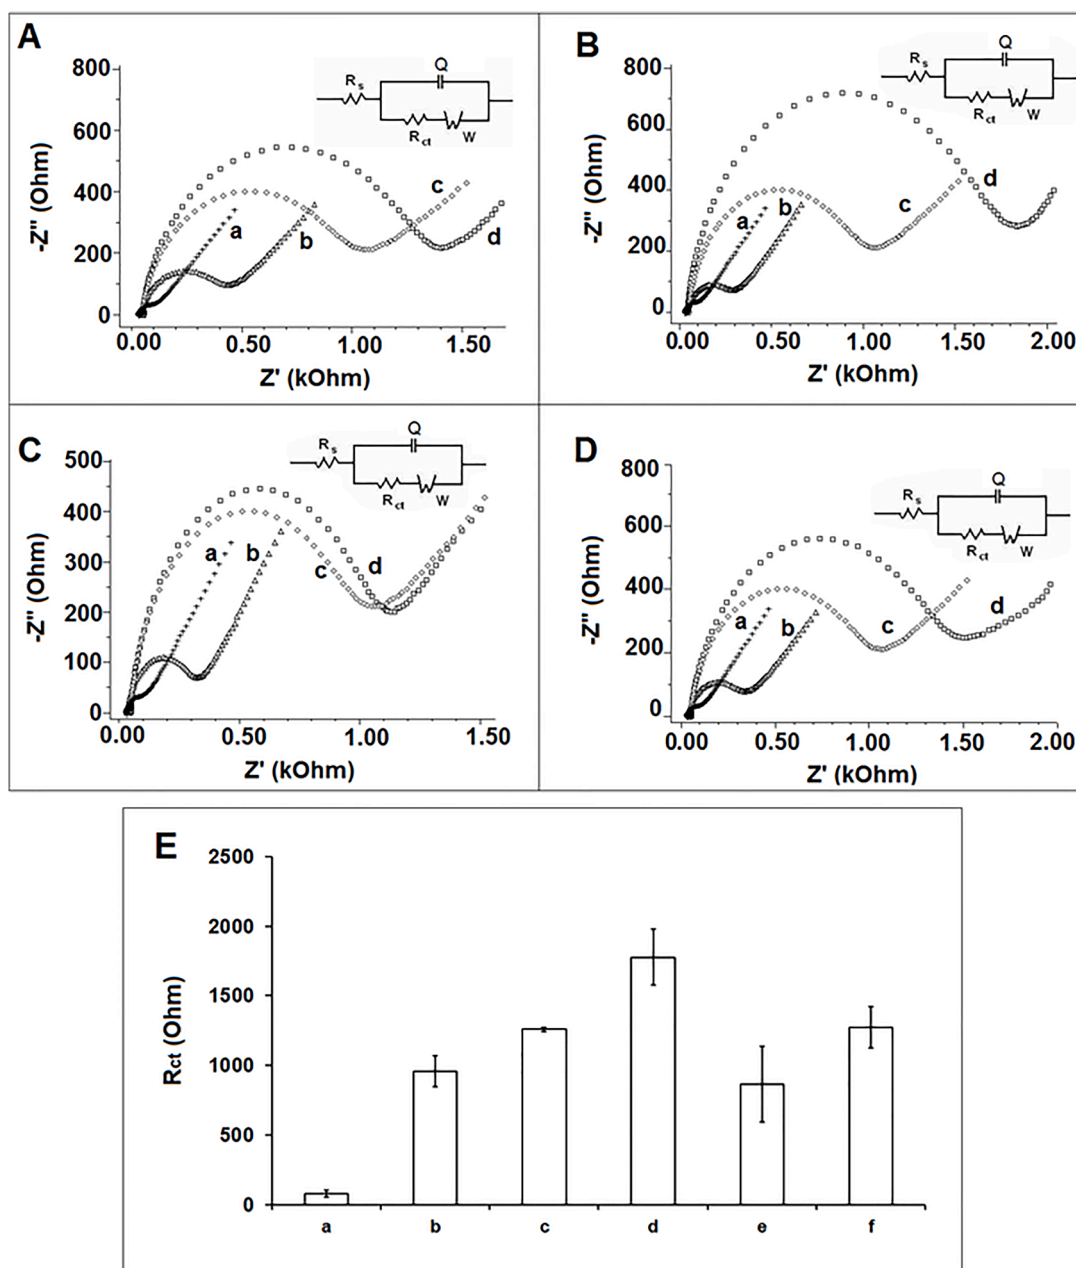 A
800
600
400
200
0
-Z'' (Ohm)
0.00 0.50 1.00 1.50
Z' (kOhm)
a
b
c
d
Rs
Q
Rct
W
B
800
600
400
200
0
-Z'' (Ohm)
0.00 0.50 1.00 1.50 2.00
Z' (kOhm)
a
b
c
d
Rs
Q
Rct
W
C
500
400
300
200
100
0
-Z'' (Ohm)
0.00 0.50 1.00 1.50
Z' (kOhm)
a
b
c
d
Rs
Q
Rct
W
D
800
600
400
200
0
-Z'' (Ohm)
0.00 0.50 1.00 1.50 2.00
Z' (kOhm)
a
b
c
d
Rs
Q
Rct
W
E
2500
2000
1500
1000
500
0
Rct (Ohm)
a b c d e f